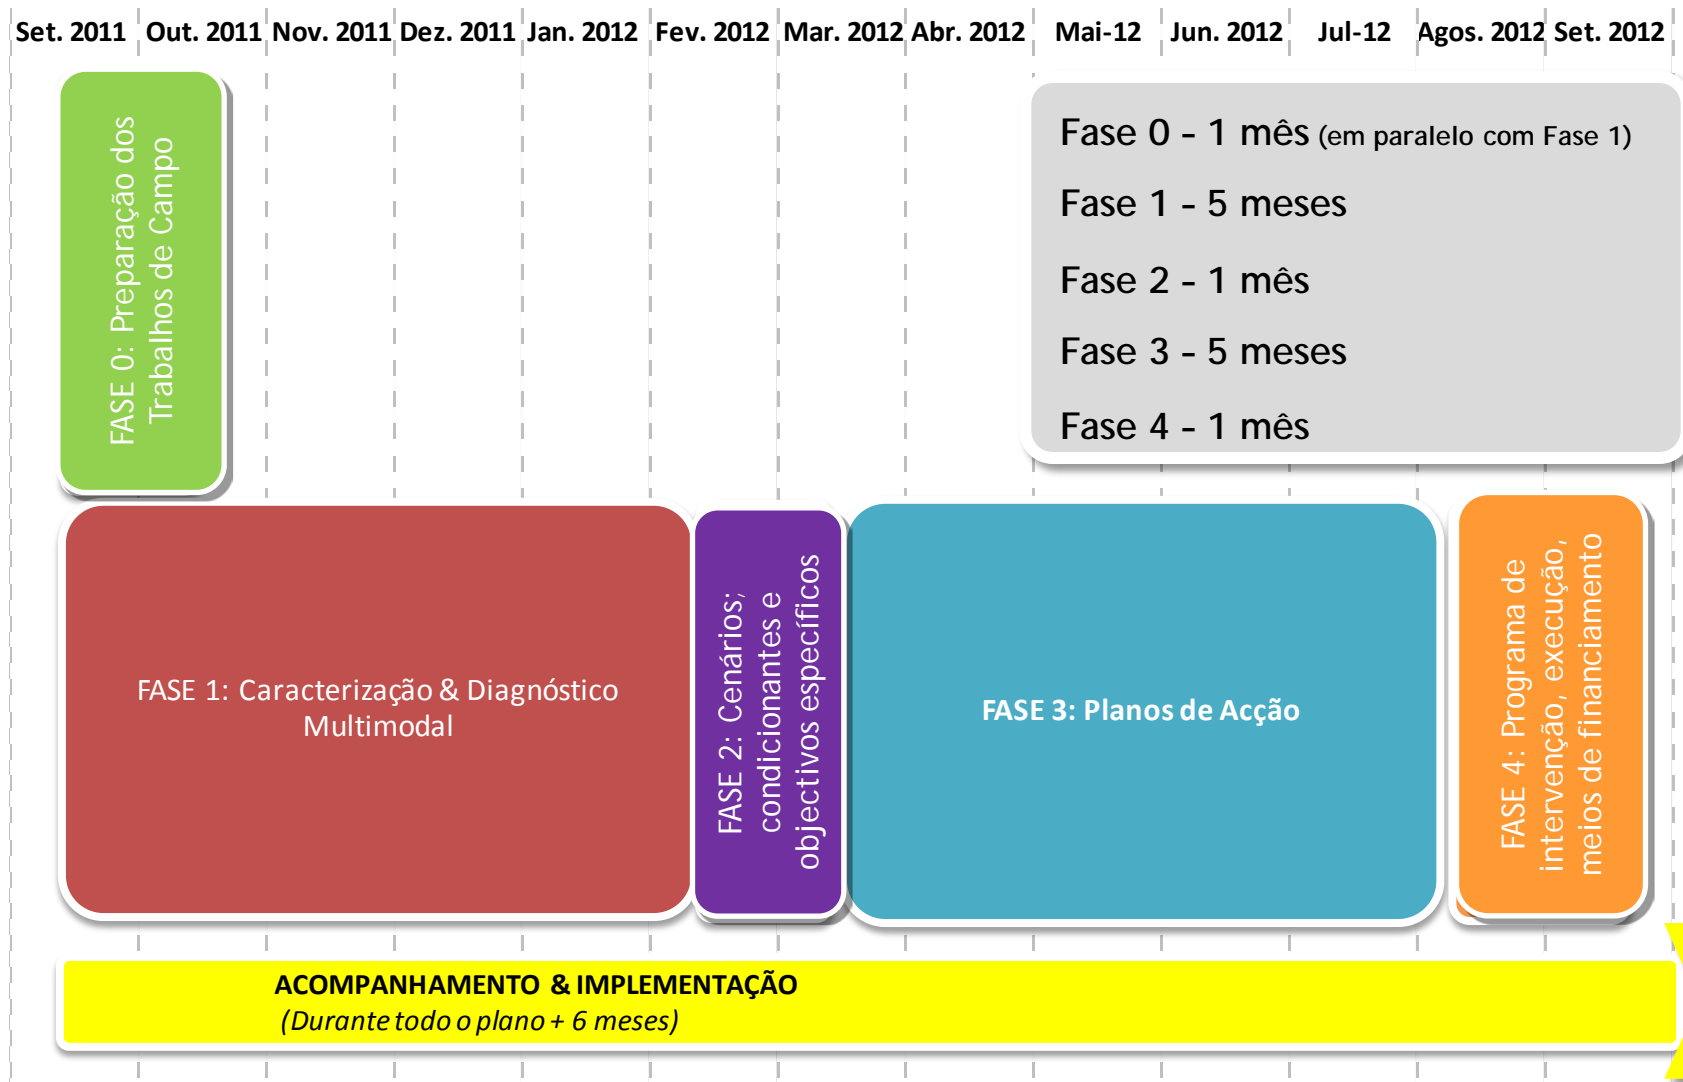 Set. 2011 Out. 2011 Nov. 2011 Dez. 2011 Jan. 2012 Fev. 2012 Mar. 2012 Abr. 2012 Mai-12 Jun. 2012 Jul-12 Agos. 2012 Set. 2012
FASE 0: Preparação dos
Trabalhos de Campo
Fase 0 - 1 mês (em paralelo com Fase 1)
Fase 1 - 5 meses
Fase 2 - 1 mês
Fase 3 - 5 meses
Fase 4 - 1 mês
FASE 1: Caracterização & Diagnóstico
Multimodal
FASE 2: Cenários;
condicionantes e
objectivos específicos
FASE 3: Planos de Acção
FASE 4: Programa de
intervenção, execução,
meios de financiamento
ACOMPANHAMENTO & IMPLEMENTAÇÃO
(Durante todo o plano + 6 meses)